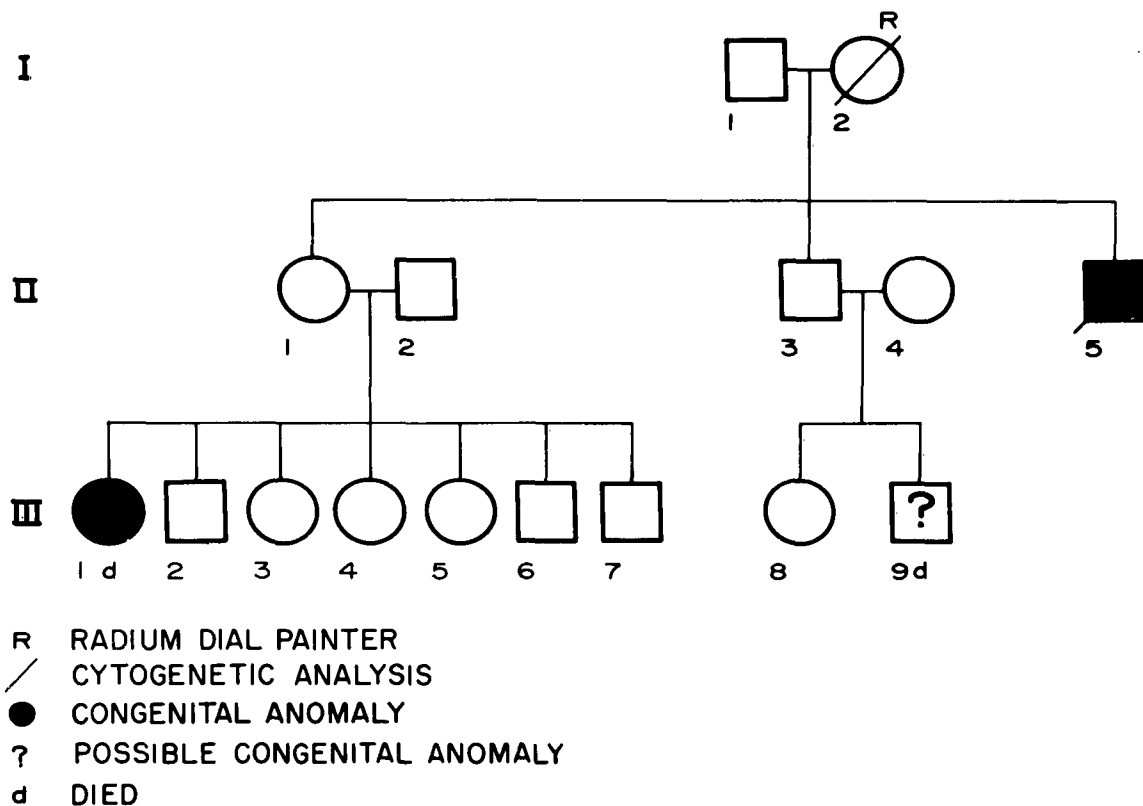 R
I
1 2
II
1 2 3 4 5
?
III
1 d 2 3 4 5 6 7 8 9d
R RADIUM DIAL PAINTER
/ CYTOGENETIC ANALYSIS
● CONGENITAL ANOMALY
? POSSIBLE CONGENITAL ANOMALY
d DIED